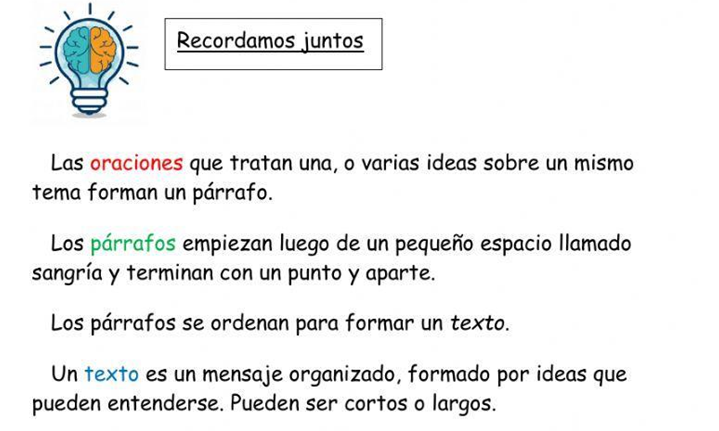 Recordamos juntos
Las oraciones que tratan una, o varias ideas sobre un mismo
tema forman un párrafo.
Los párrafos empiezan luego de un pequeño espacio llamado
sangría y terminan con un punto y aparte.
Los párrafos se ordenan para formar un texto.
Un texto es un mensaje organizado, formado por ideas que
pueden entenderse. Pueden ser cortos o largos.